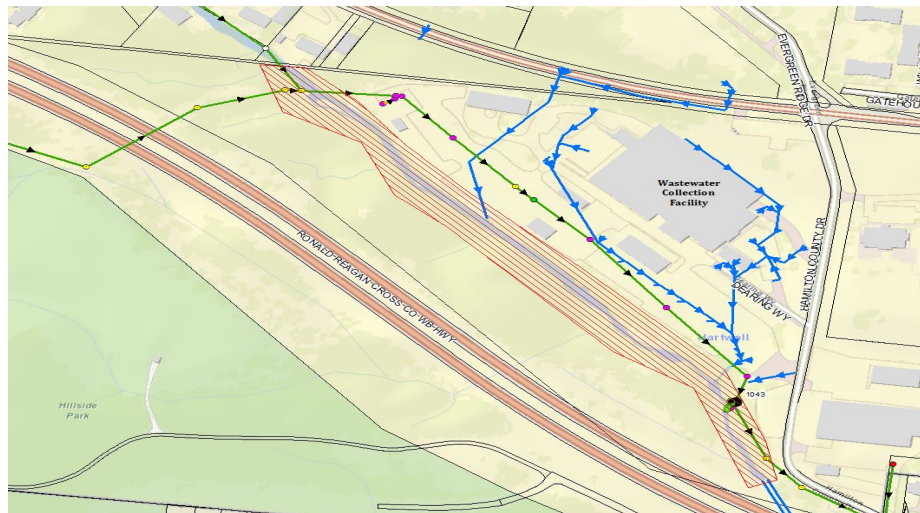 EVERGREEN RIDGE DR
GATEHOU
Wastewater
Collection
Facility
HAMILTON COUNTY DR
RONALD REAGAN CROSS CO WB HWY
DEARING WY
Hartwell
1043
Hillside
Park
Hamilton